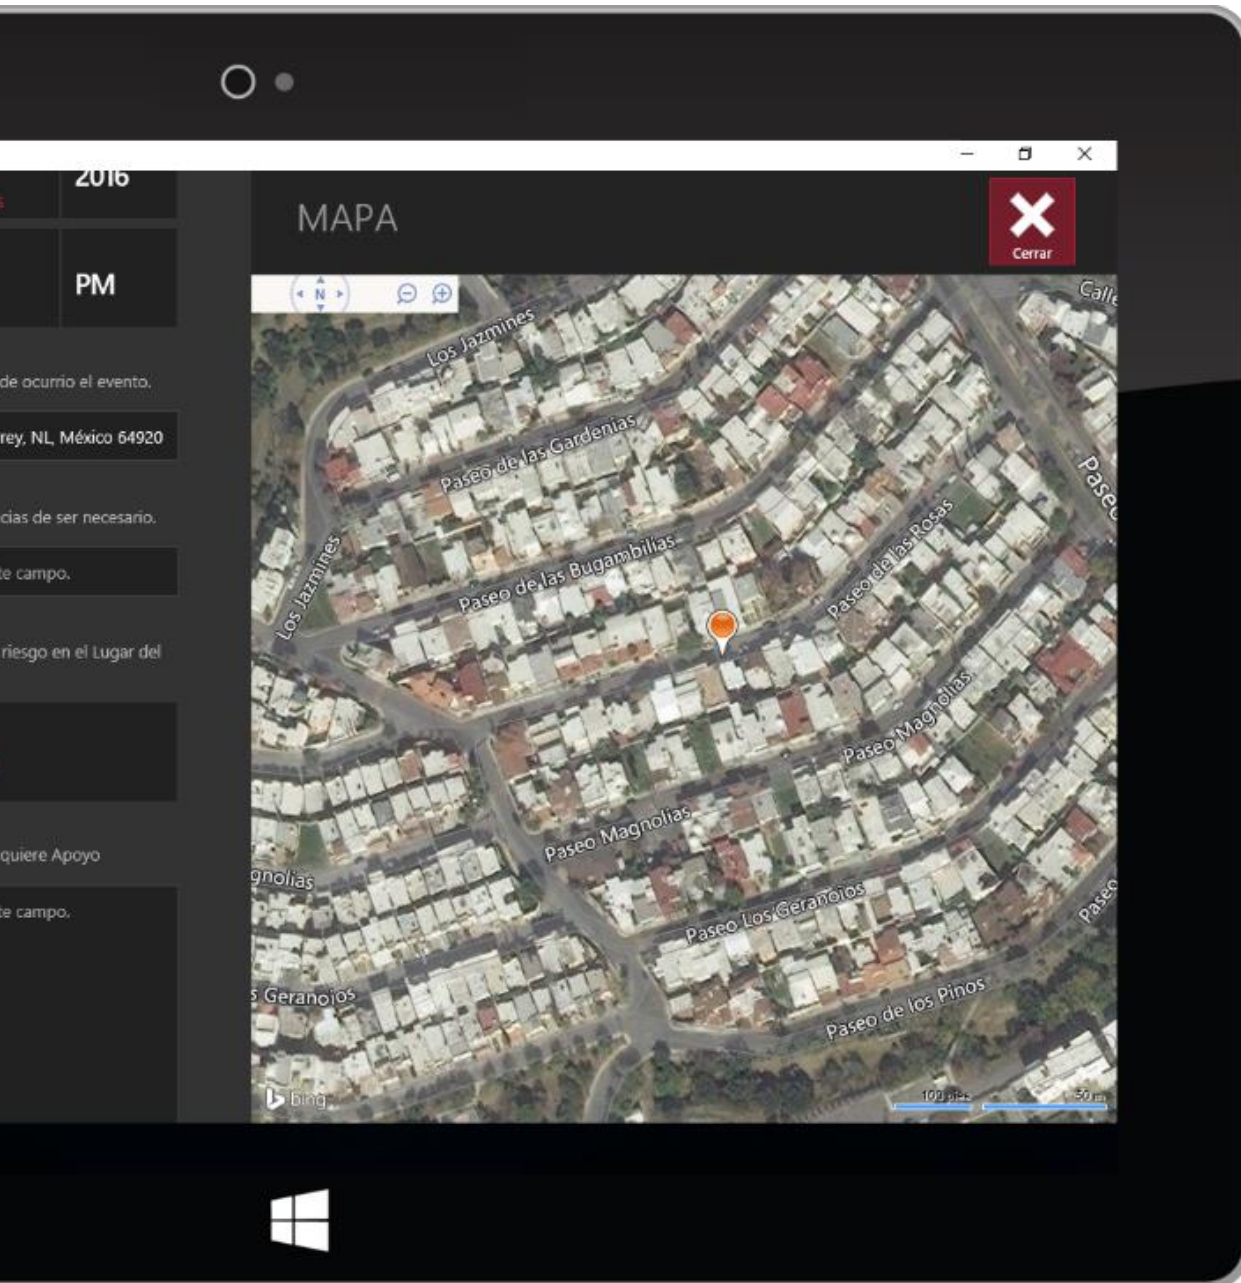 2016
PM
de ocurrio el evento.
rey, NL, México 64920
cias de ser necesario.
te campo.
riesgo en el Lugar del
quiere Apoyo
te campo.
MAPA
Cerrar
N
Calle
Los Jazmines
Paseo de las Gardenias
Paseo
Los Jazmines
Paseo de las Bugambilias
Paseo de las Rosas
Paseo Magnolias
Paseo Magnolias
gnolias
Paseo Los Geranoios
Paseo
s Geranoios
Paseo de los Pinos
bing
100 pies
50 m